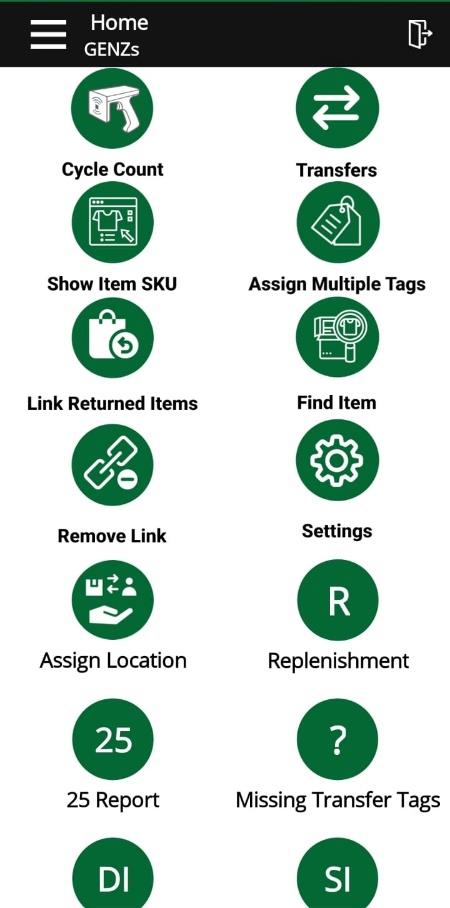 Home
GENZs
Cycle Count
Transfers
Show Item SKU
Assign Multiple Tags
Link Returned Items
Find Item
Remove Link
Settings
R
Assign Location
Replenishment
25
?
25 Report
Missing Transfer Tags
DI
SI